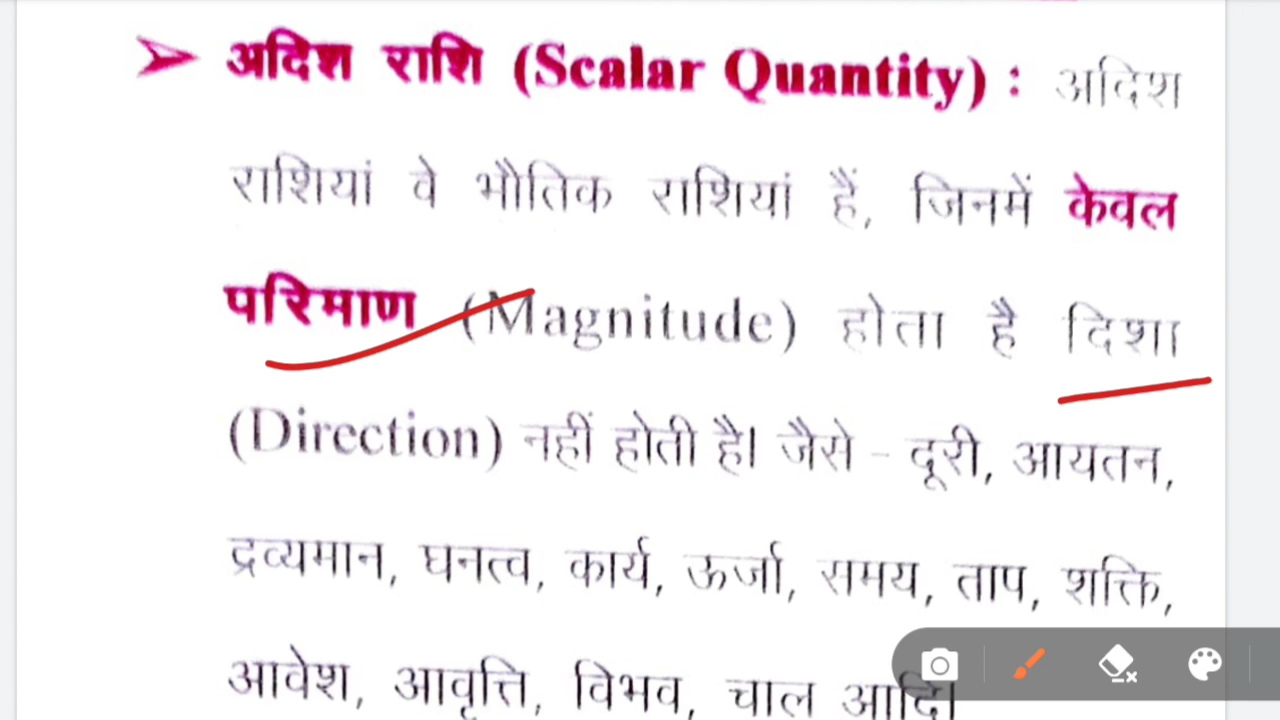 ➢ अदिश राशि (Scalar Quantity) : अदिश
राशियां वे भौतिक राशियां हैं, जिनमें केवल
परिमाण (Magnitude) होता है दिशा
(Direction) नहीं होती है। जैसे - दूरी, आयतन,
द्रव्यमान, घनत्व, कार्य, ऊर्जा, समय, ताप, शक्ति,
आवेश, आवृत्ति, विभव, चाल आदि।